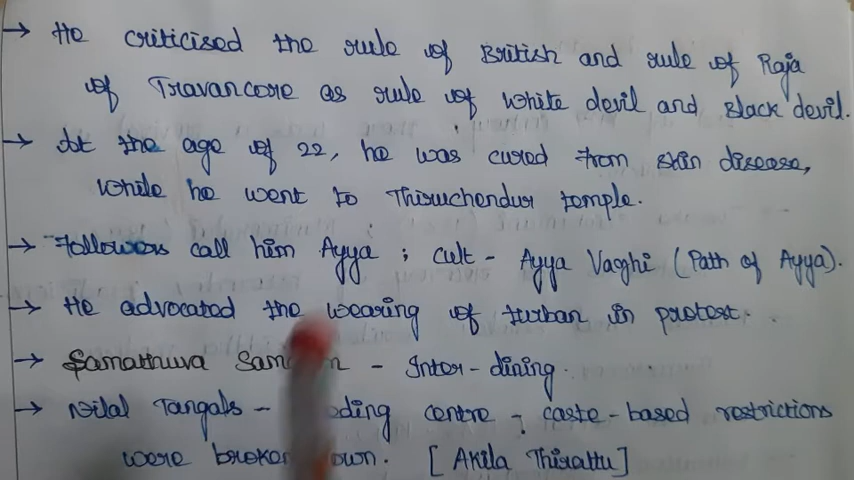 → He criticised the rule of British and rule of Raja
of Travancore as rule of white devil and Black devil.
→ At the age of 22, he was cured from skin disease,
while he went to Thiruchendur temple.
→ Followers call him Ayya ; cult - Ayya Vaghi (Path of Ayya).
→ He advocated the wearing of turban in protest.
→ Samathuva - Inter-dining.
→ Nilal Tangals - centre - caste-based restrictions
were broken [Akila Thirattu]